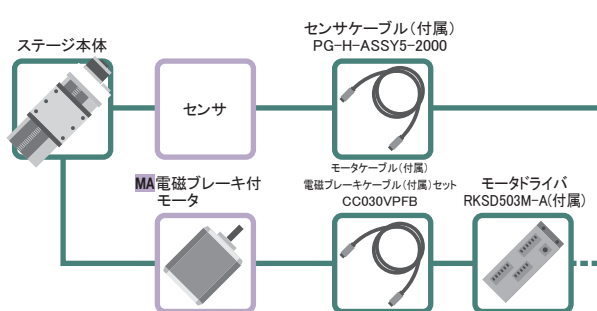 センサケーブル（付属）
PG-H-ASSY5-2000
ステージ本体
センサ
MA電磁ブレーキ付
モータ
モータケーブル（付属）
電磁ブレーキケーブル（付属）セット
CC030VPFB
モータドライバ
RKSD503M-A(付属)